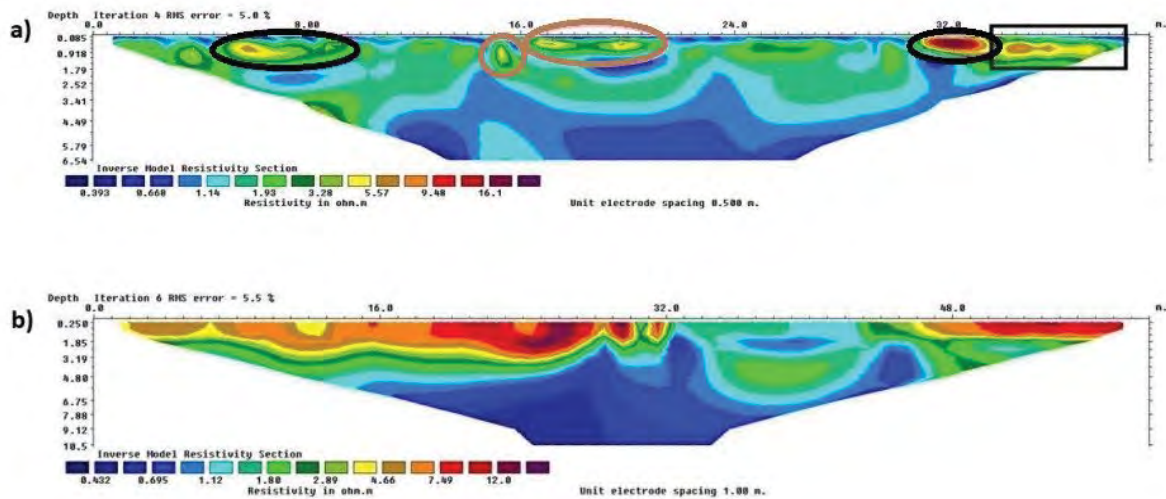 a)
Depth Iteration 4 RMS error = 5.0 %
0.0 8.00 16.0 24.0 32.0 m.
0.085
0.918
1.79
2.52
3.41
4.49
5.79
6.54
Inverse Model Resistivity Section
0.393 0.668 1.14 1.93 3.28 5.57 9.48 16.1
Resistivity in ohm.m Unit electrode spacing 0.500 m.
b)
Depth Iteration 6 RMS error = 5.5 %
0.0 16.0 32.0 48.0 m.
0.250
1.85
3.19
4.80
6.75
7.88
9.12
10.5
Inverse Model Resistivity Section
0.432 0.695 1.12 1.80 2.89 4.66 7.49 12.0
Resistivity in ohm.m Unit electrode spacing 1.00 m.